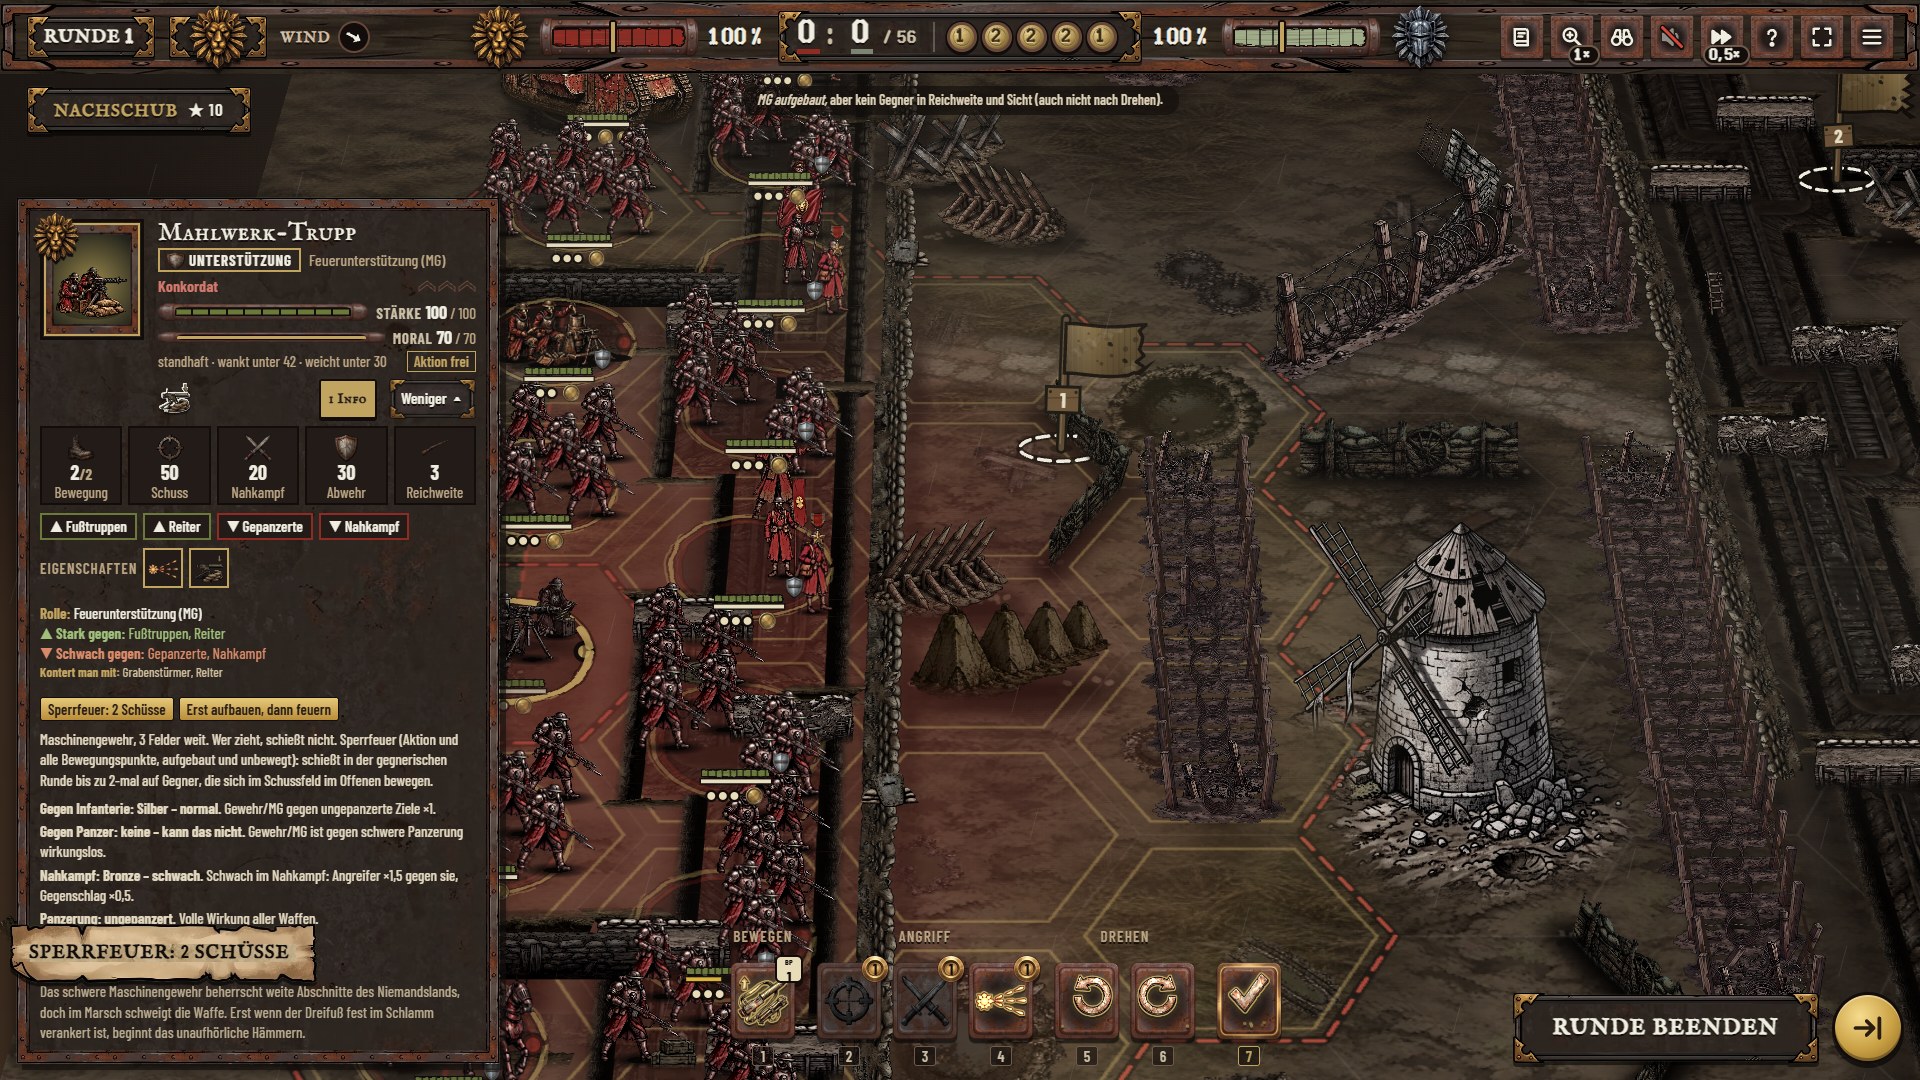 RUNDE 1
WIND
100 %
0 : 0 / 56
1 2 2 2 1
100 %
1×
0,5×
?
NACHSCHUB ★ 10
MG aufgebaut, aber kein Gegner in Reichweite und Sicht (auch nicht nach Drehen).
2
1
Mahlwerk-Trupp
UNTERSTÜTZUNG
Feuerunterstützung (MG)
Konkordat
STÄRKE 100 / 100
MORAL 70 / 70
standhaft · wankt unter 42 · weicht unter 30
Aktion frei
I Info
Weniger
2/2 Bewegung
50 Schuss
20 Nahkampf
30 Abwehr
3 Reichweite
▲ Fußtruppen
▲ Reiter
▼ Gepanzerte
▼ Nahkampf
EIGENSCHAFTEN
Rolle: Feuerunterstützung (MG)
▲ Stark gegen: Fußtruppen, Reiter
▼ Schwach gegen: Gepanzerte, Nahkampf
Kontert man mit: Grabenstürmer, Reiter
Sperrfeuer: 2 Schüsse
Erst aufbauen, dann feuern
Maschinengewehr, 3 Felder weit. Wer zieht, schießt nicht. Sperrfeuer (Aktion und
alle Bewegungspunkte, aufgebaut und unbewegt): schießt in der gegnerischen
Runde bis zu 2-mal auf Gegner, die sich im Schussfeld im Offenen bewegen.
Gegen Infanterie: Silber – normal. Gewehr/MG gegen ungepanzerte Ziele ×1.
Gegen Panzer: keine – kann das nicht. Gewehr/MG ist gegen schwere Panzerung
wirkungslos.
Nahkampf: Bronze – schwach. Schwach im Nahkampf: Angreifer ×1,5 gegen sie,
Gegenschlag ×0,5.
Panzerung: ungepanzert. Volle Wirkung aller Waffen.
SPERRFEUER: 2 SCHÜSSE
Das schwere Maschinengewehr beherrscht weite Abschnitte des Niemandslands,
doch im Marsch schweigt die Waffe. Erst wenn der Dreifuß fest im Schlamm
verankert ist, beginnt das unaufhörliche Hämmern.
BEWEGEN
ANGRIFF
DREHEN
BP
1
1
1
1
1
2
3
4
5
6
7
RUNDE BEENDEN